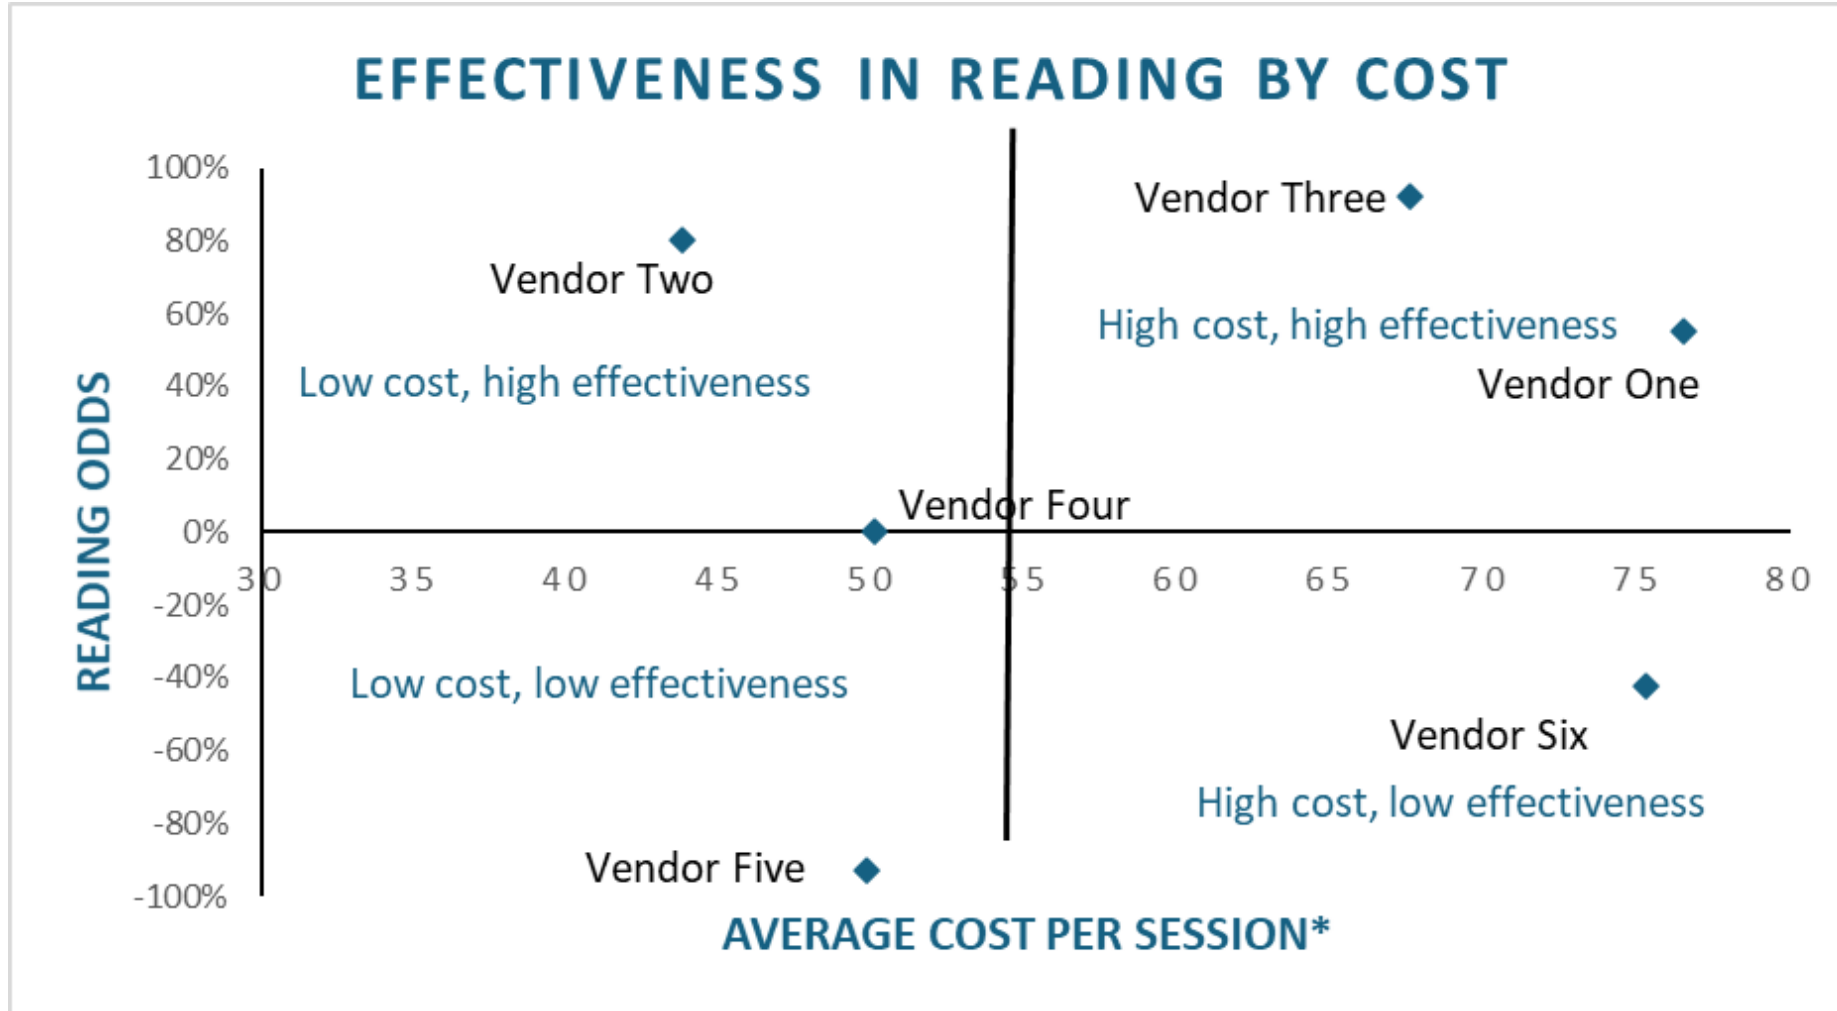 EFFECTIVENESS IN READING BY COST
100%
Vendor Three
80%
Vendor Two
60%
High cost, high effectiveness
Low cost, high effectiveness
40%
Vendor One
READING ODDS
20%
Vendor Four
0%
30 35 40 45 50 55 60 65 70 75 80
-20%
-40%
Low cost, low effectiveness
Vendor Six
-60%
High cost, low effectiveness
-80%
Vendor Five
-100%
AVERAGE COST PER SESSION*